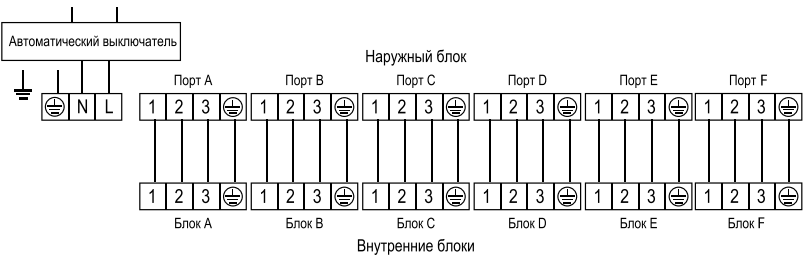 Автоматический выключатель
Наружный блок
Порт A Порт B Порт C Порт D Порт E Порт F
N L 1 2 3 1 2 3 1 2 3 1 2 3 1 2 3 1 2 3
1 2 3 1 2 3 1 2 3 1 2 3 1 2 3 1 2 3
Блок A Блок B Блок C Блок D Блок E Блок F
Внутренние блоки